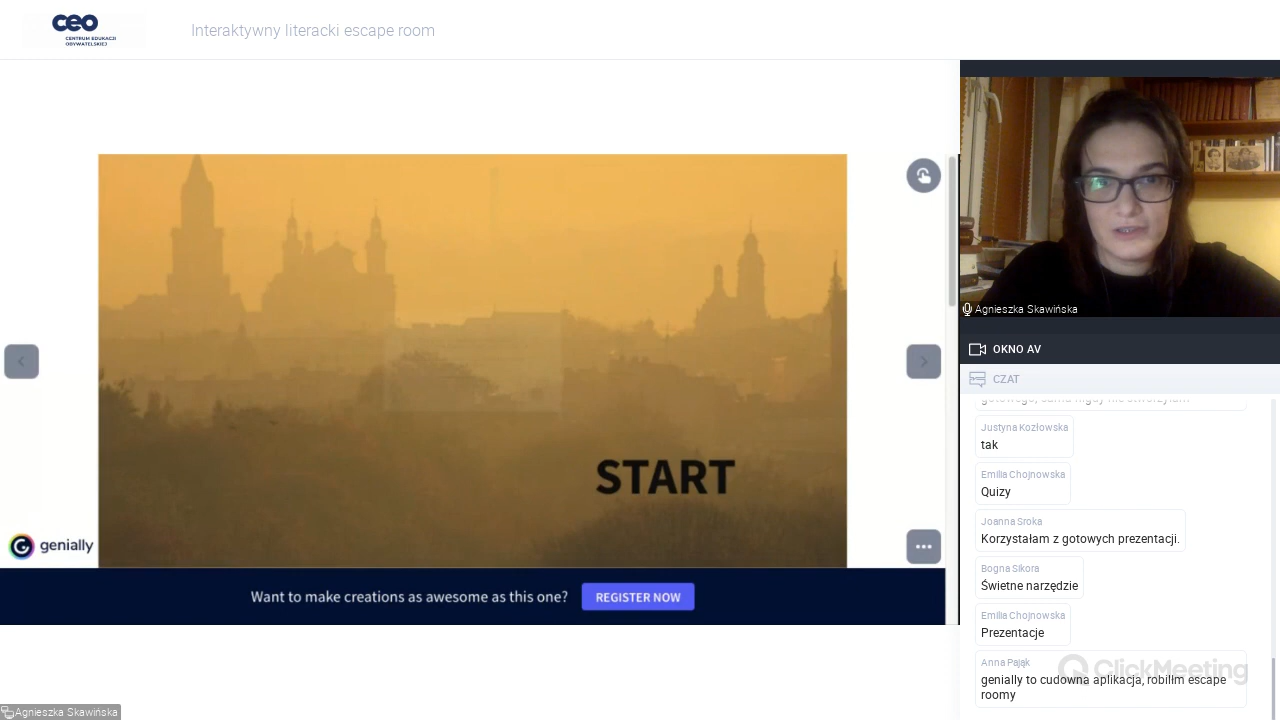 ceo
CENTRUM EDUKACJI
OBYWATELSKIEJ
Interaktywny literacki escape room
START
genially
Want to make creations as awesome as this one?
REGISTER NOW
Agnieszka Skawińska
Agnieszka Skawińska
OKNO AV
CZAT
Justyna Kozłowska
tak
Emilia Chojnowska
Quizy
Joanna Sroka
Korzystałam z gotowych prezentacji.
Bogna Sikora
Świetne narzędzie
Emilia Chojnowska
Prezentacje
Anna Pająk
genially to cudowna aplikacja, robiłlm escape
roomy
ClickMeeting